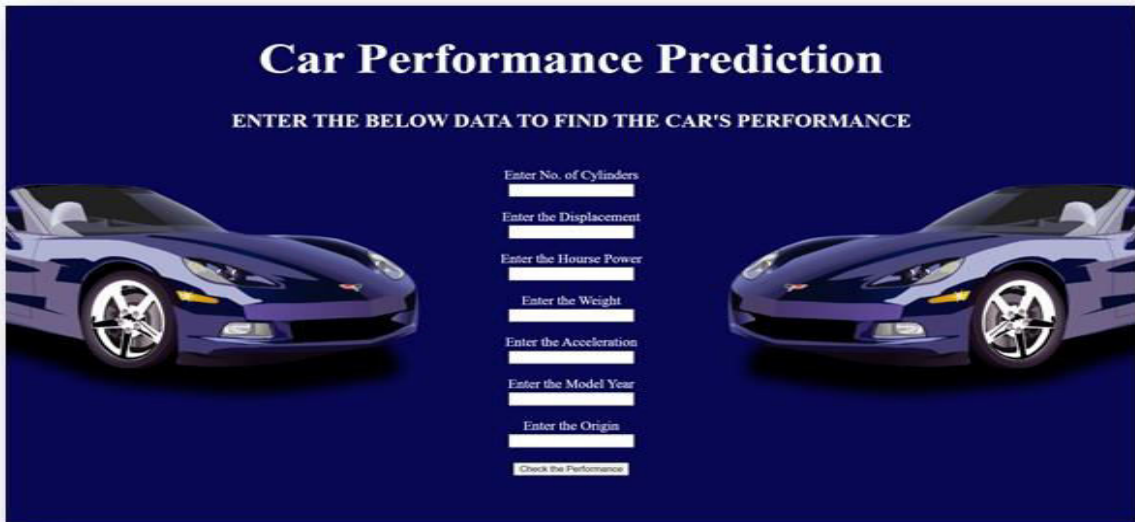 Car Performance Prediction
ENTER THE BELOW DATA TO FIND THE CAR'S PERFORMANCE
Enter No. of Cylinders
Enter the Displacement
Enter the Hourse Power
Enter the Weight
Enter the Acceleration
Enter the Model Year
Enter the Origin
Check the Performance